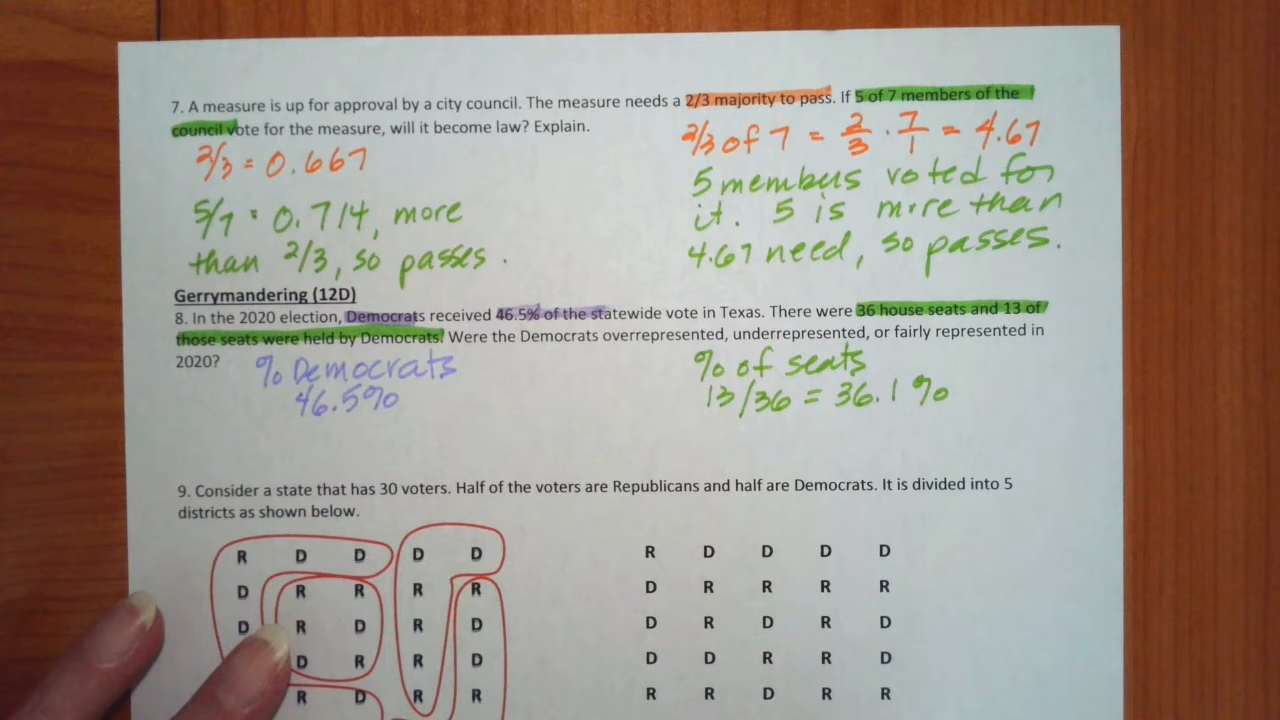 7. A measure is up for approval by a city council. The measure needs a 2/3 majority to pass. If 5 of 7 members of the
council vote for the measure, will it become law? Explain.
2/3 of 7 = 2/3 · 7/1 = 4.67
2/3 = 0.667
5 members voted for
it. 5 is more than
4.67 need, so passes.
5/7 = 0.714, more
than 2/3, so passes.
Gerrymandering (12D)
8. In the 2020 election, Democrats received 46.5% of the statewide vote in Texas. There were 36 house seats and 13 of
those seats were held by Democrats. Were the Democrats overrepresented, underrepresented, or fairly represented in
2020?
% Democrats
46.5%
% of seats
13/36 = 36.1%
9. Consider a state that has 30 voters. Half of the voters are Republicans and half are Democrats. It is divided into 5
districts as shown below.
R D D D D
D R R R R
D R D R D
D R R D
R D R R
R D D D D
D R R R R
D R D R D
D D R R D
R R D R R